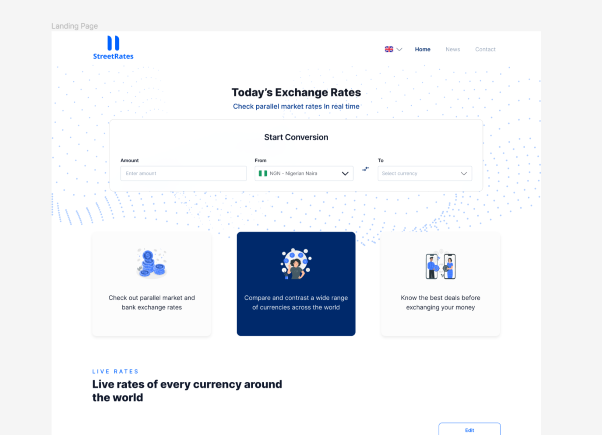 Landing Page
StreetRates
Home News Contact
Today's Exchange Rates
Check parallel market rates in real time
Start Conversion
Amount From To
Enter amount NGN - Nigerian Naira Select currency
Check out parallel market and
bank exchange rates
Compare and contrast a wide range
of currencies across the world
Know the best deals before
exchanging your money
LIVE RATES
Live rates of every currency around
the world
Edit